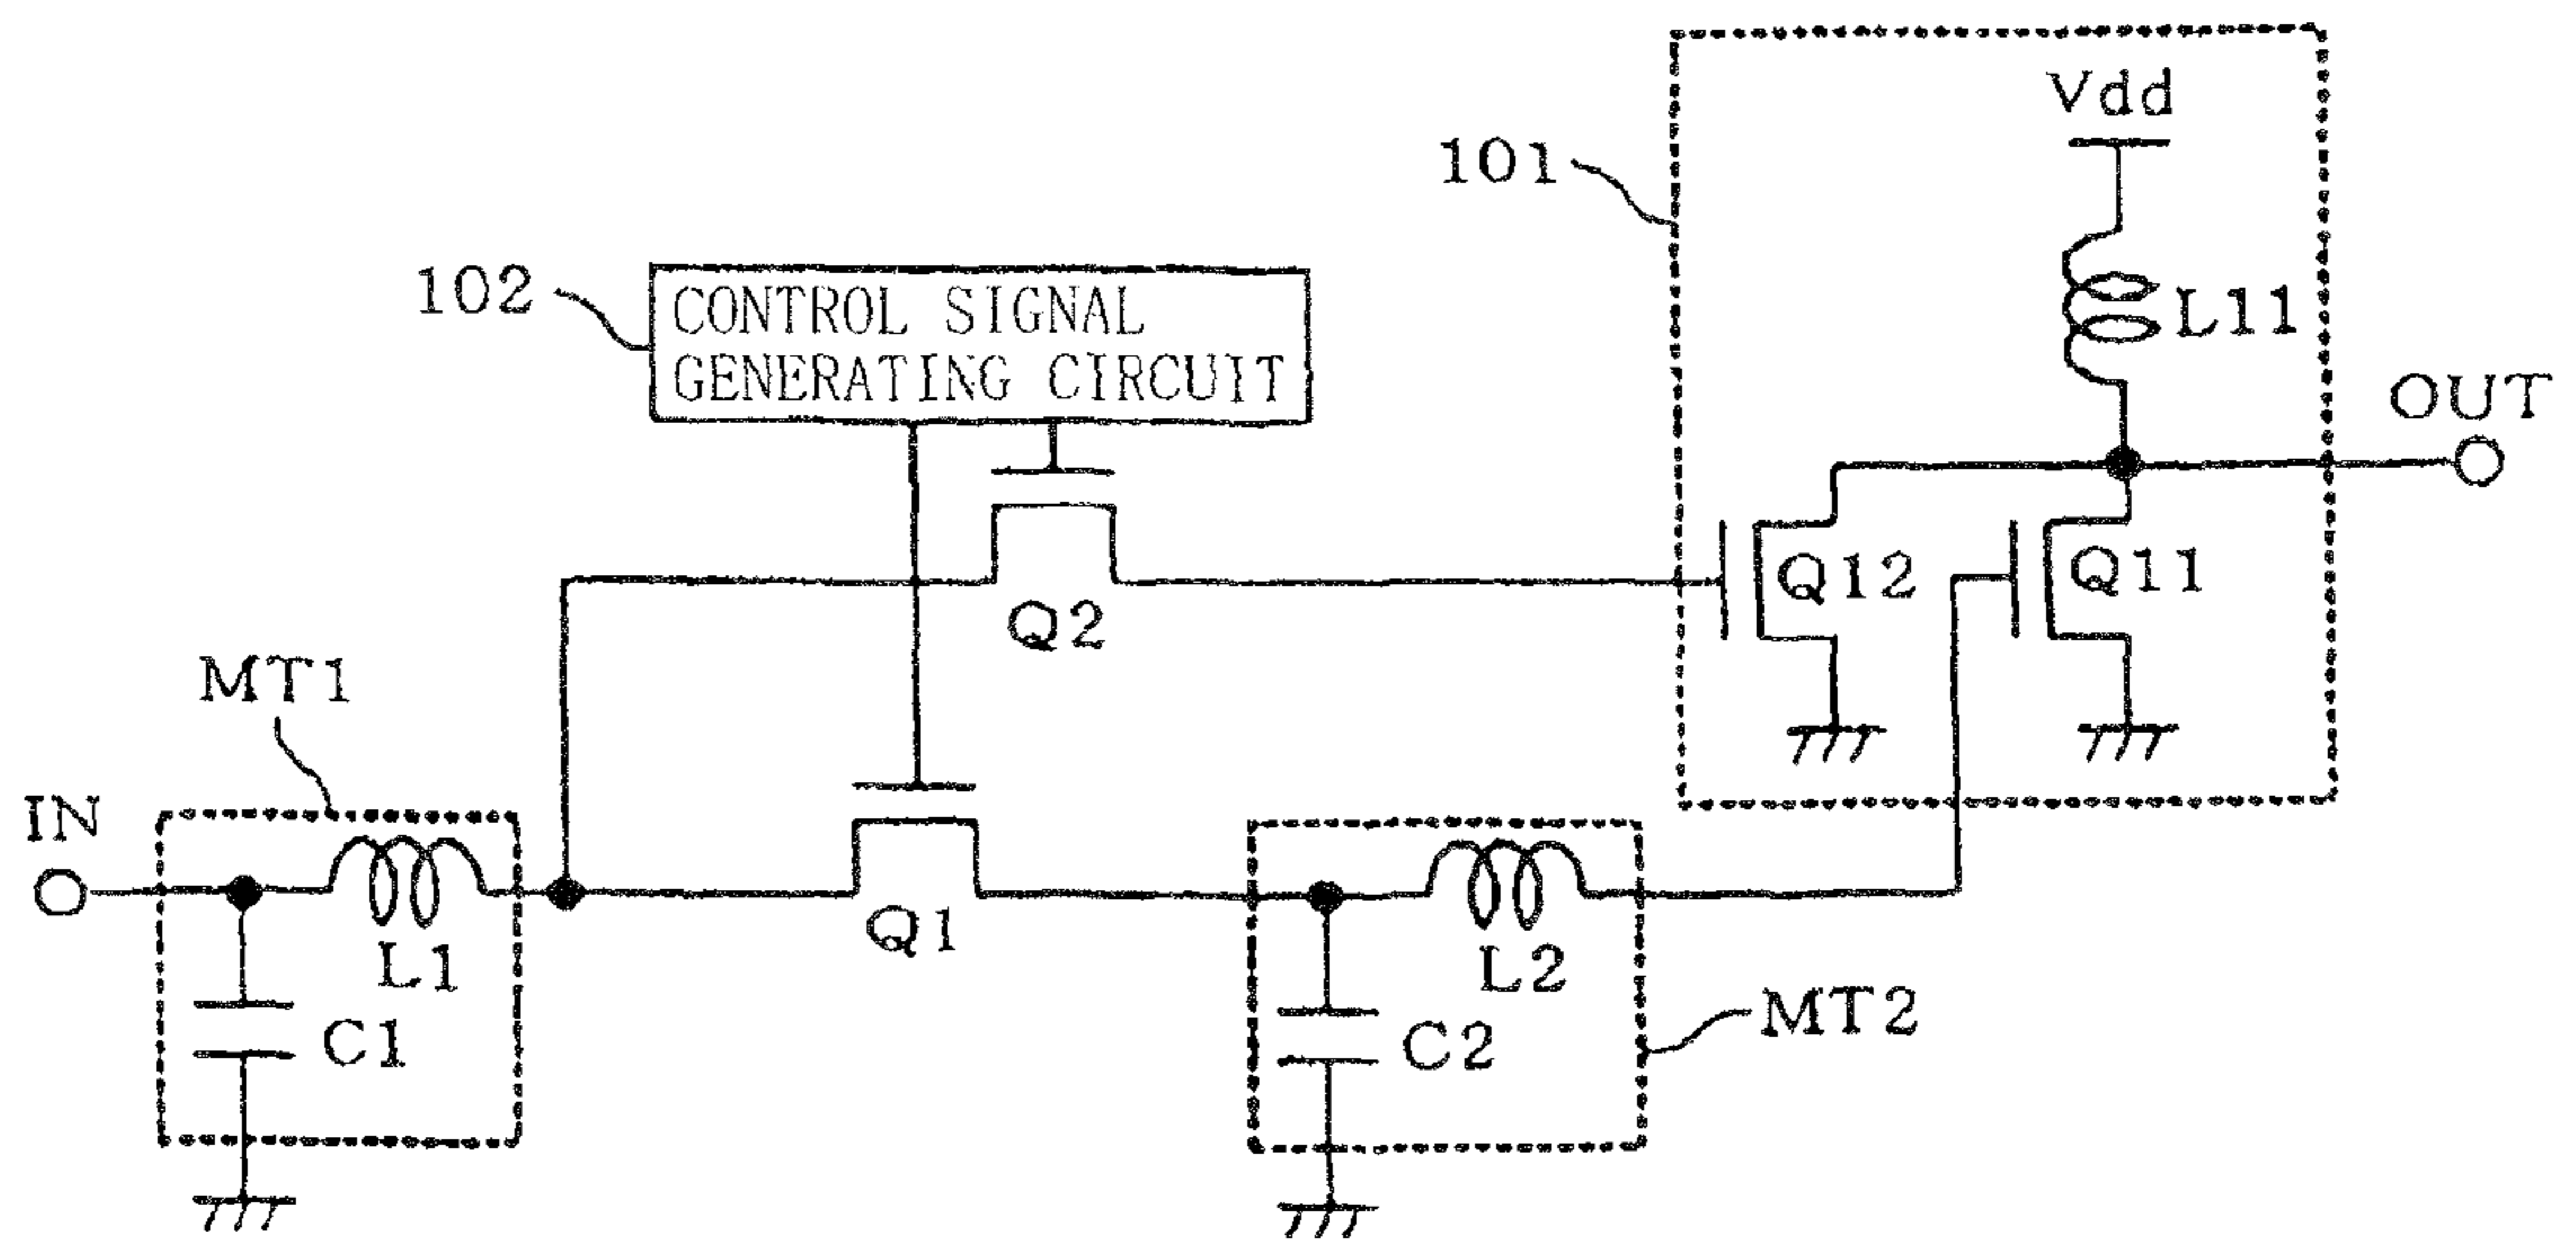 Vdd
101
102
CONTROL SIGNAL
GENERATING CIRCUIT
L11
OUT
Q12
Q11
Q2
MT1
IN
Q1
L1
C1
L2
C2
MT2